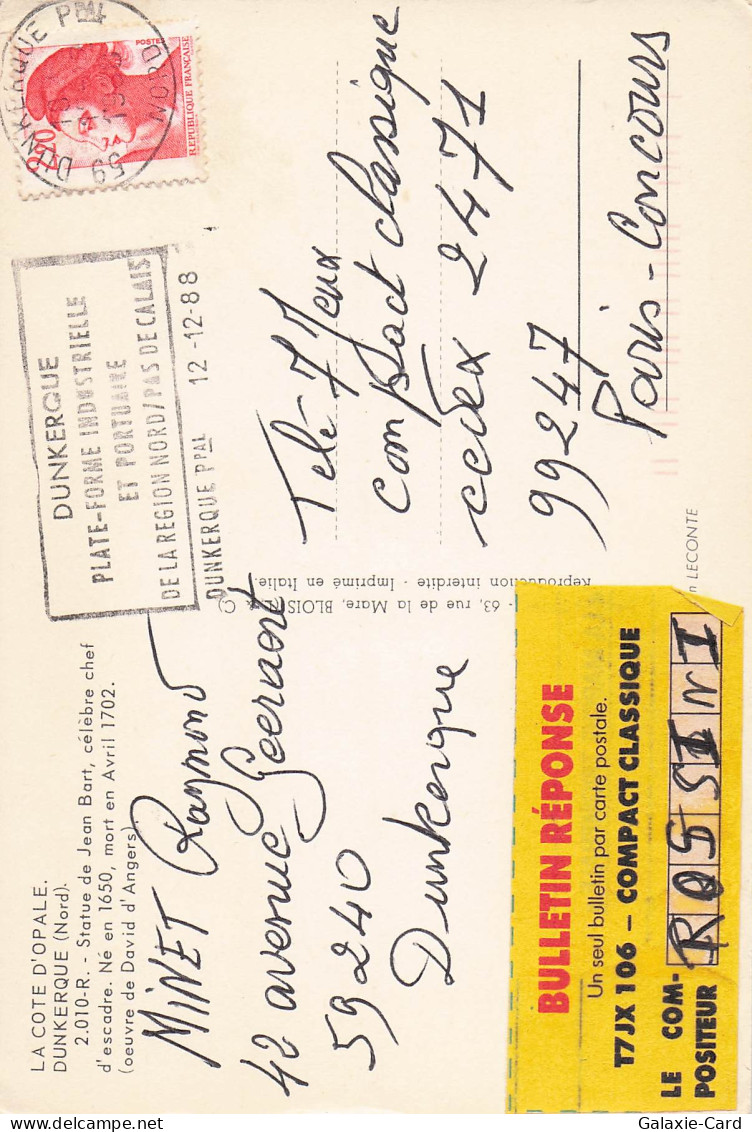 LA COTE D'OPALE.
DUNKERQUE (Nord).
2.010-R. - Statue de Jean Bart, célèbre chef
d'escadre. Né en 1650, mort en Avril 1702.
(oeuvre de David d'Angers)
MINET Raymond
42 avenue Geeraert
59240
Dunkerque
BULLETIN RÉPONSE
Un seul bulletin par carte postale.
T7JX 106 – COMPACT CLASSIQUE
LE COM-
POSITEUR
ROSSINI
63, rue de la Mare, BLOIS
Reproduction interdite - Imprimé en Italie.
LECONTE
DUNKERQUE
PLATE-FORME INDUSTRIELLE
ET PORTUAIRE
DE LA REGION NORD/PAS DE CALAIS
DUNKERQUE PPAL 12-12-88
59 DUNKERQUE PPAL
NORD
2,20
POSTES
REPUBLIQUE FRANÇAISE
Télé 7 Jeux
compact classique
cedex 2471
99247
Paris-Concours
Galaxie-Card